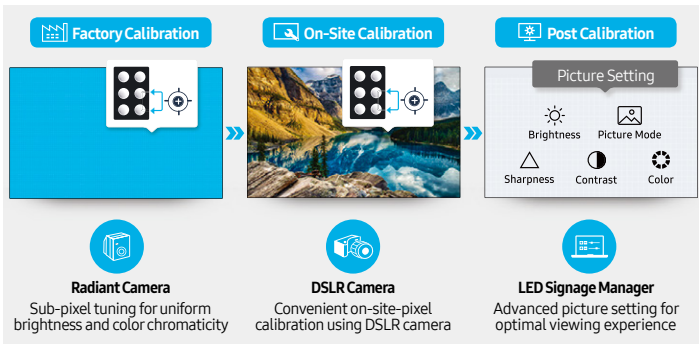 Factory Calibration
On-Site Calibration
Post Calibration
Picture Setting
Brightness
Picture Mode
Sharpness
Contrast
Color
Radiant Camera
Sub-pixel tuning for uniform
brightness and color chromaticity
DSLR Camera
Convenient on-site-pixel
calibration using DSLR camera
LED Signage Manager
Advanced picture setting for
optimal viewing experience